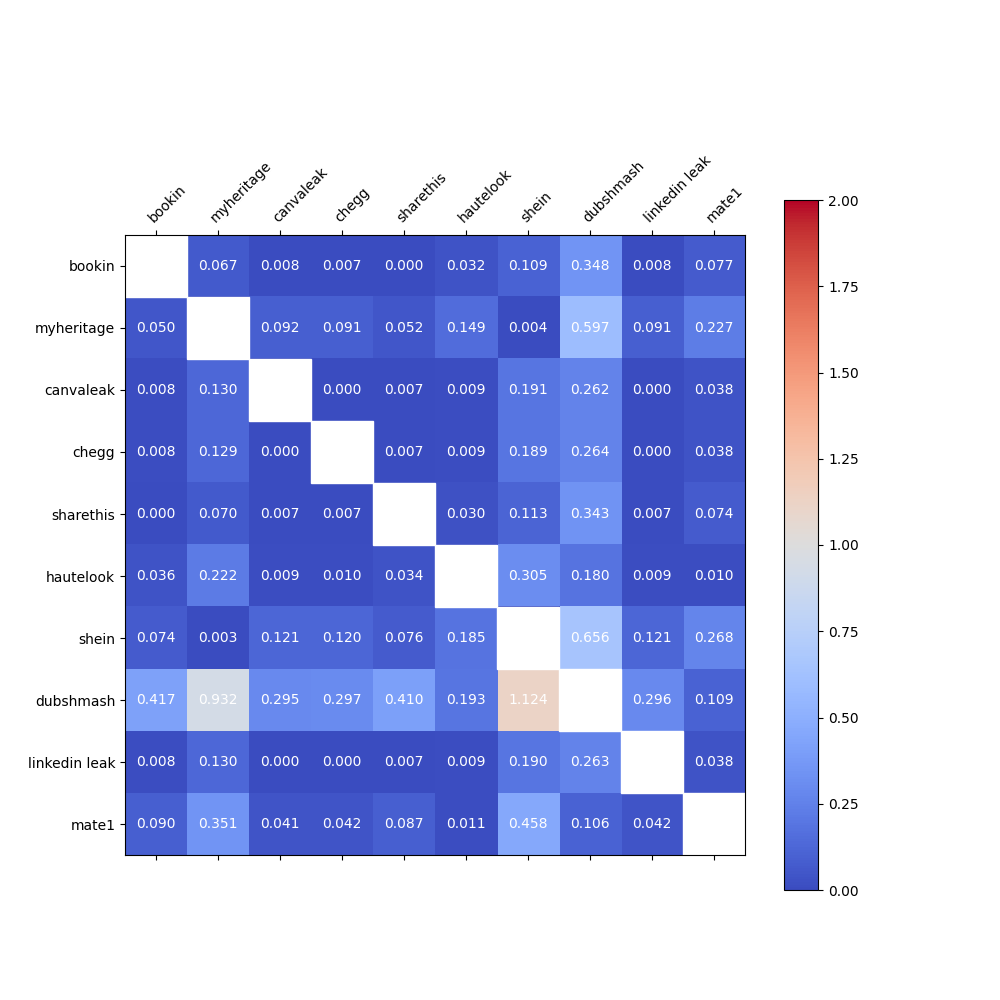 bookin myheritage canvaleak chegg sharethis hautelook shein dubshmash linkedin leak mate1
bookin 0.067 0.008 0.007 0.000 0.032 0.109 0.348 0.008 0.077
myheritage 0.050 0.092 0.091 0.052 0.149 0.004 0.597 0.091 0.227
canvaleak 0.008 0.130 0.000 0.007 0.009 0.191 0.262 0.000 0.038
chegg 0.008 0.129 0.000 0.007 0.009 0.189 0.264 0.000 0.038
sharethis 0.000 0.070 0.007 0.007 0.030 0.113 0.343 0.007 0.074
hautelook 0.036 0.222 0.009 0.010 0.034 0.305 0.180 0.009 0.010
shein 0.074 0.003 0.121 0.120 0.076 0.185 0.656 0.121 0.268
dubshmash 0.417 0.932 0.295 0.297 0.410 0.193 1.124 0.296 0.109
linkedin leak 0.008 0.130 0.000 0.000 0.007 0.009 0.190 0.263 0.038
mate1 0.090 0.351 0.041 0.042 0.087 0.011 0.458 0.106 0.042
2.00
1.75
1.50
1.25
1.00
0.75
0.50
0.25
0.00